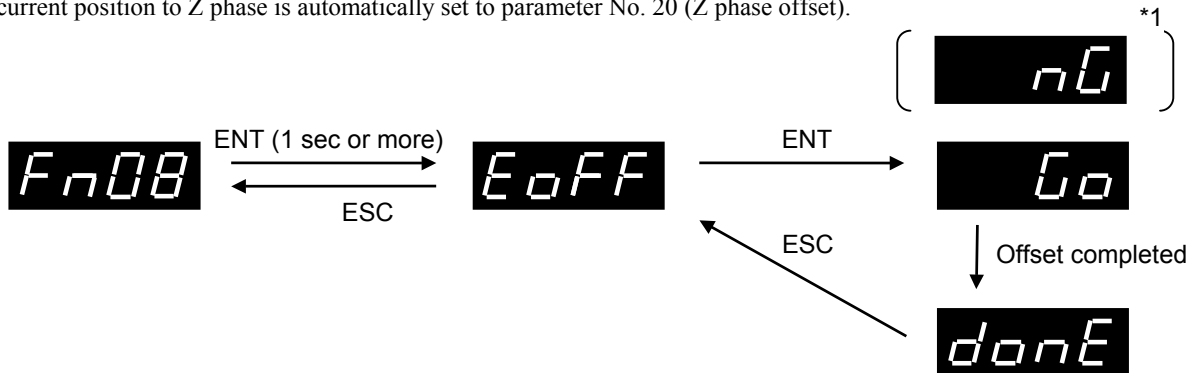 current position to Z phase is automatically set to parameter No. 20 (Z phase offset).
*1
nG
ENT (1 sec or more)
ENT
Fn08
EoFF
Go
ESC
ESC
Offset completed
donE